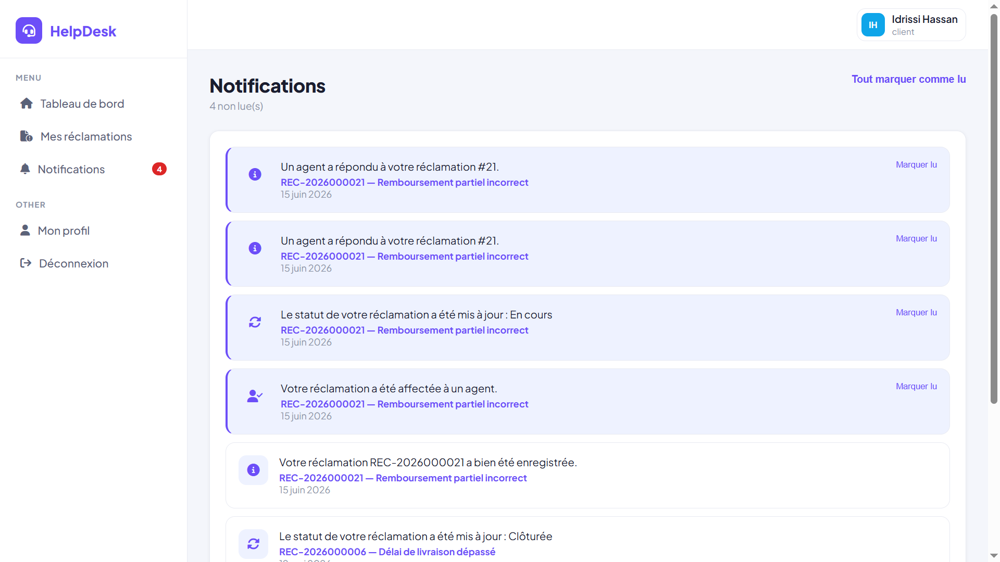 HelpDesk
MENU
Tableau de bord
Mes réclamations
Notifications
4
OTHER
Mon profil
Déconnexion
IH
Idrissi Hassan
client
Notifications
4 non lue(s)
Tout marquer comme lu
Un agent a répondu à votre réclamation #21.
REC-2026000021 — Remboursement partiel incorrect
15 juin 2026
Marquer lu
Un agent a répondu à votre réclamation #21.
REC-2026000021 — Remboursement partiel incorrect
15 juin 2026
Marquer lu
Le statut de votre réclamation a été mis à jour : En cours
REC-2026000021 — Remboursement partiel incorrect
15 juin 2026
Marquer lu
Votre réclamation a été affectée à un agent.
REC-2026000021 — Remboursement partiel incorrect
15 juin 2026
Marquer lu
Votre réclamation REC-2026000021 a bien été enregistrée.
REC-2026000021 — Remboursement partiel incorrect
15 juin 2026
Le statut de votre réclamation a été mis à jour : Clôturée
REC-2026000006 — Délai de livraison dépassé